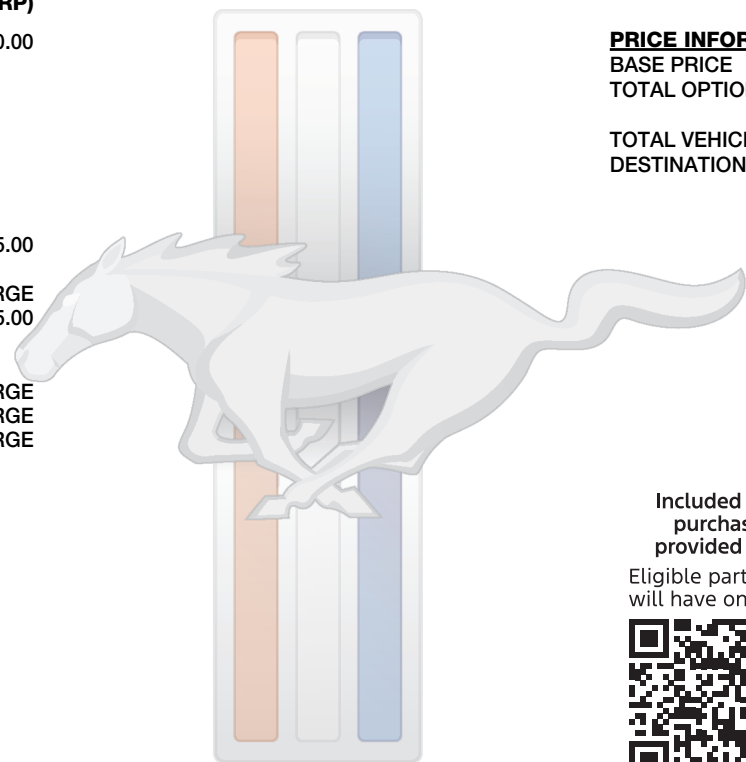 RP)
0.00
5.00
RGE
5.00
RGE
RGE
RGE
PRICE INFOR
BASE PRICE
TOTAL OPTIO
TOTAL VEHIC
DESTINATION
Included
purchas
provided
Eligible part
will have on